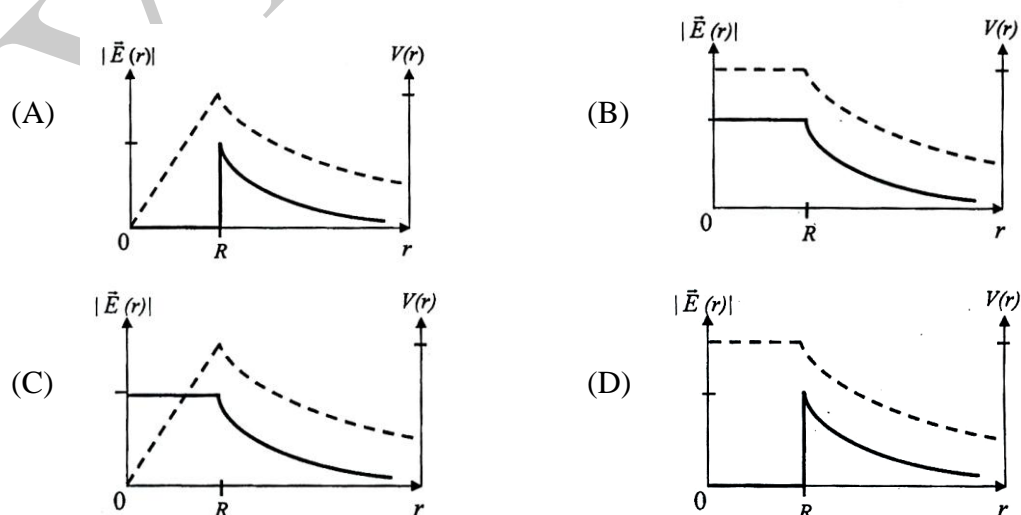 |E⃗ (r)| V(r)
(A)
0 R r
|E⃗ (r)| V(r)
(B)
0 R r
|E⃗ (r)| V(r)
(C)
0 R r
|E⃗ (r)| V(r)
(D)
0 R r